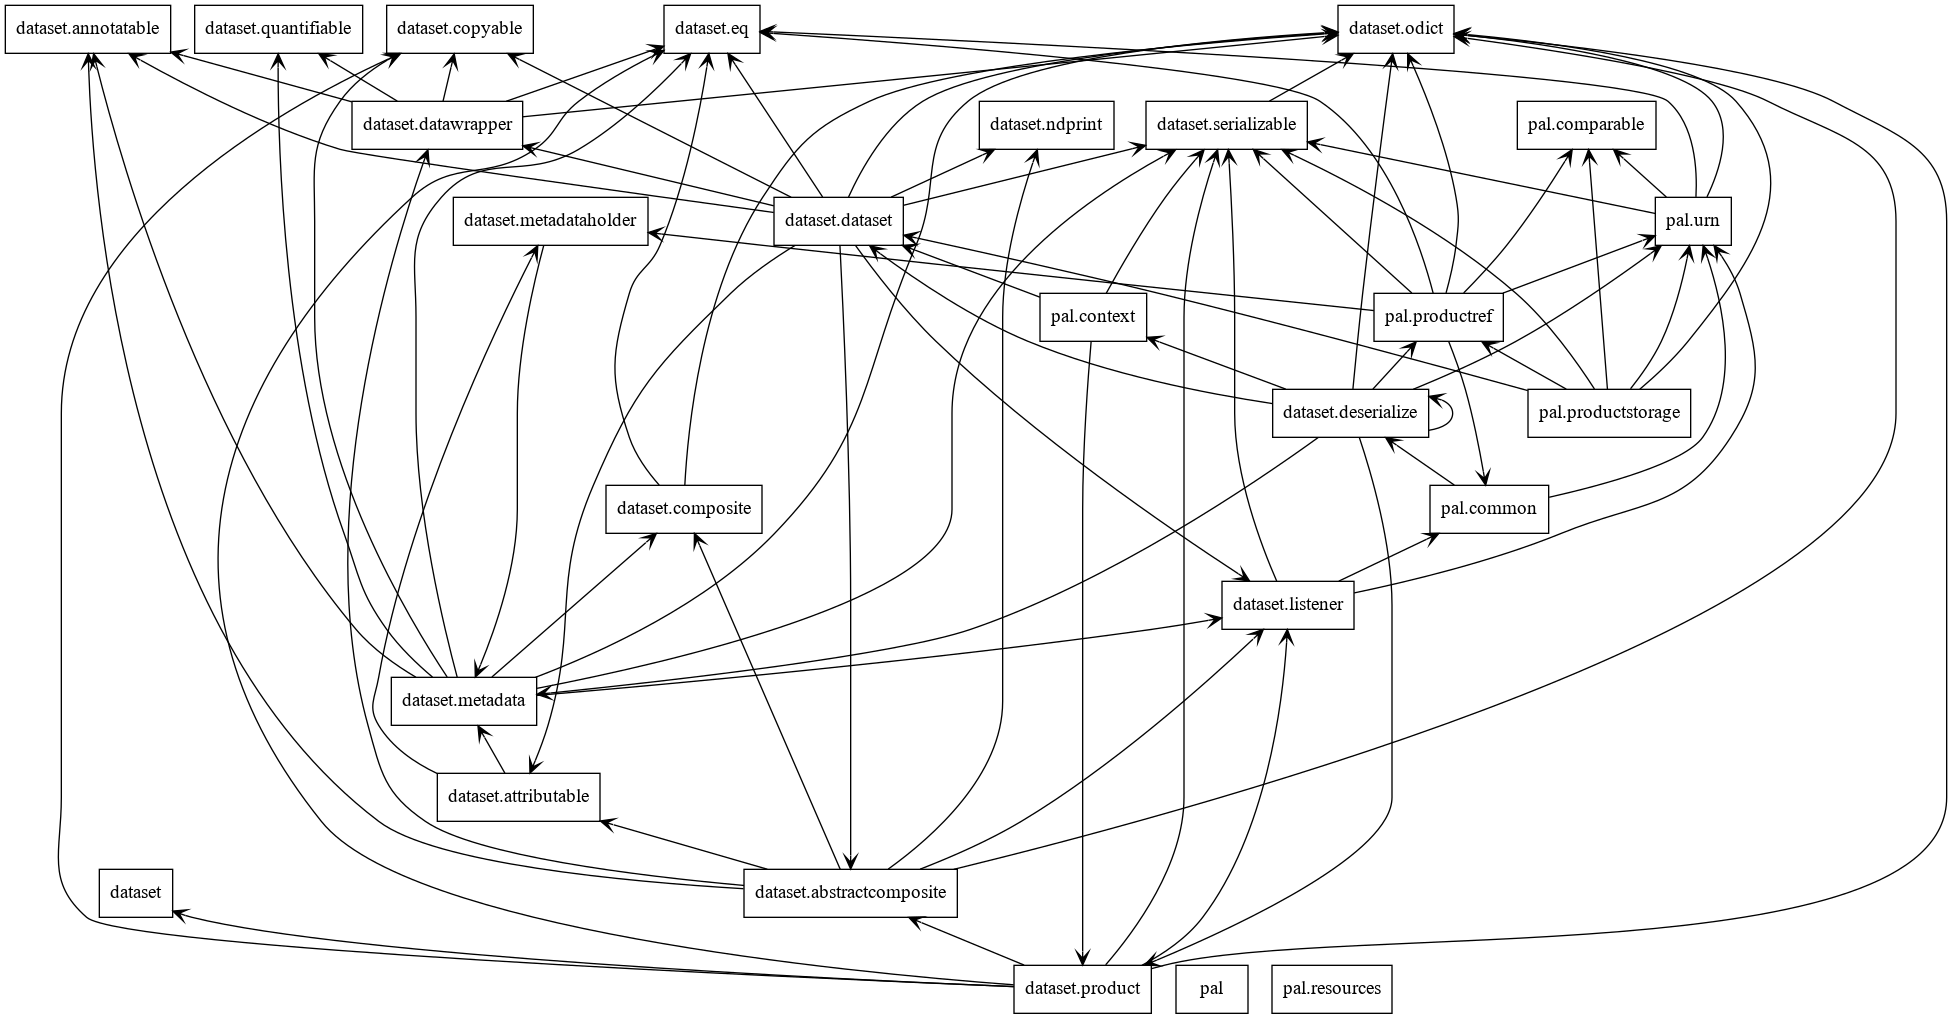 dataset.annotatable
dataset.quantifiable
dataset.copyable
dataset.eq
dataset.odict
dataset.datawrapper
dataset.ndprint
dataset.serializable
pal.comparable
dataset.metadataholder
dataset.dataset
pal.urn
pal.context
pal.productref
dataset.deserialize
pal.productstorage
dataset.composite
pal.common
dataset.listener
dataset.metadata
dataset.attributable
dataset
dataset.abstractcomposite
dataset.product
pal
pal.resources